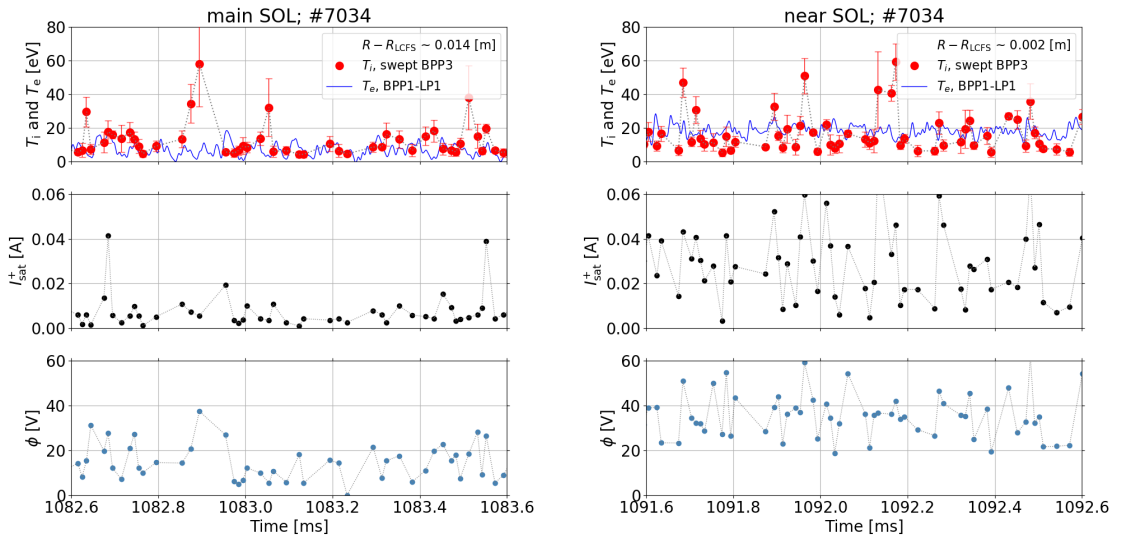 main SOL; #7034
80
60
40
20
0
T_i and T_e [eV]
R − R_LCFS ~ 0.014 [m]
T_i, swept BPP3
T_e, BPP1-LP1
0.06
0.04
0.02
0.00
I⁺_sat [A]
60
40
20
0
ϕ [V]
1082.6 1082.8 1083.0 1083.2 1083.4 1083.6
Time [ms]
near SOL; #7034
80
60
40
20
0
T_i and T_e [eV]
R − R_LCFS ~ 0.002 [m]
T_i, swept BPP3
T_e, BPP1-LP1
0.06
0.04
0.02
0.00
I⁺_sat [A]
60
40
20
0
ϕ [V]
1091.6 1091.8 1092.0 1092.2 1092.4 1092.6
Time [ms]